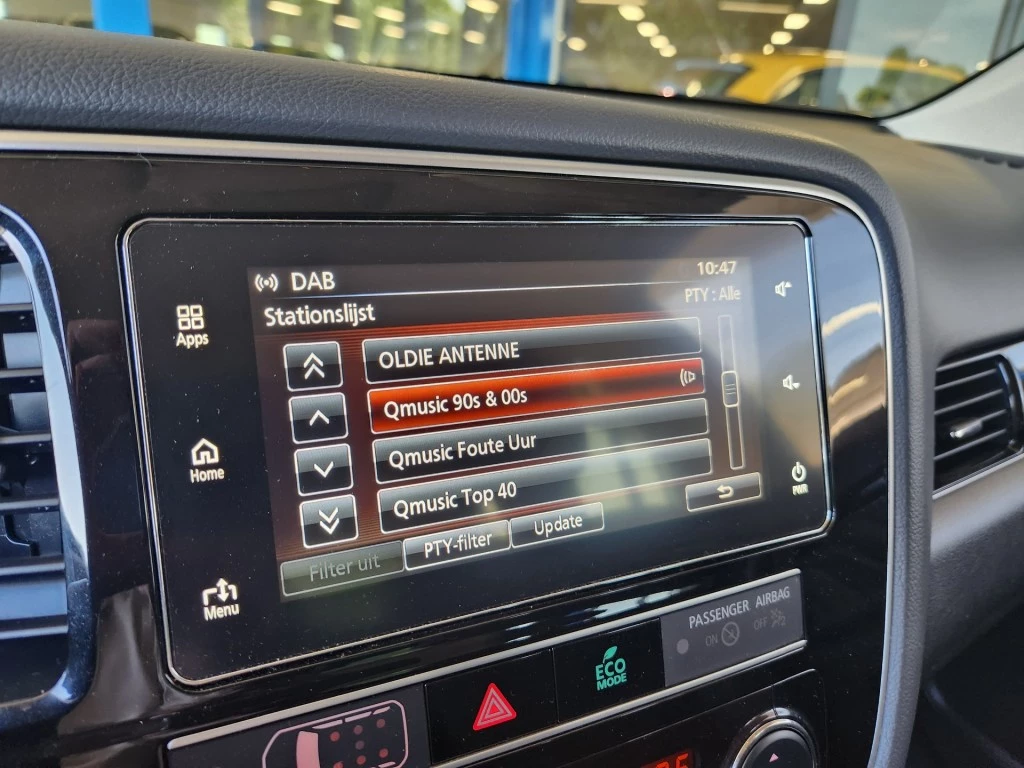 DAB
10:47
Stationslijst
PTY : Alle
Apps
OLDIE ANTENNE
Qmusic 90s & 00s
Qmusic Foute Uur
Qmusic Top 40
Home
PWR
Filter uit
PTY-filter
Update
Menu
PASSENGER AIRBAG
ON
OFF
ECO
MODE